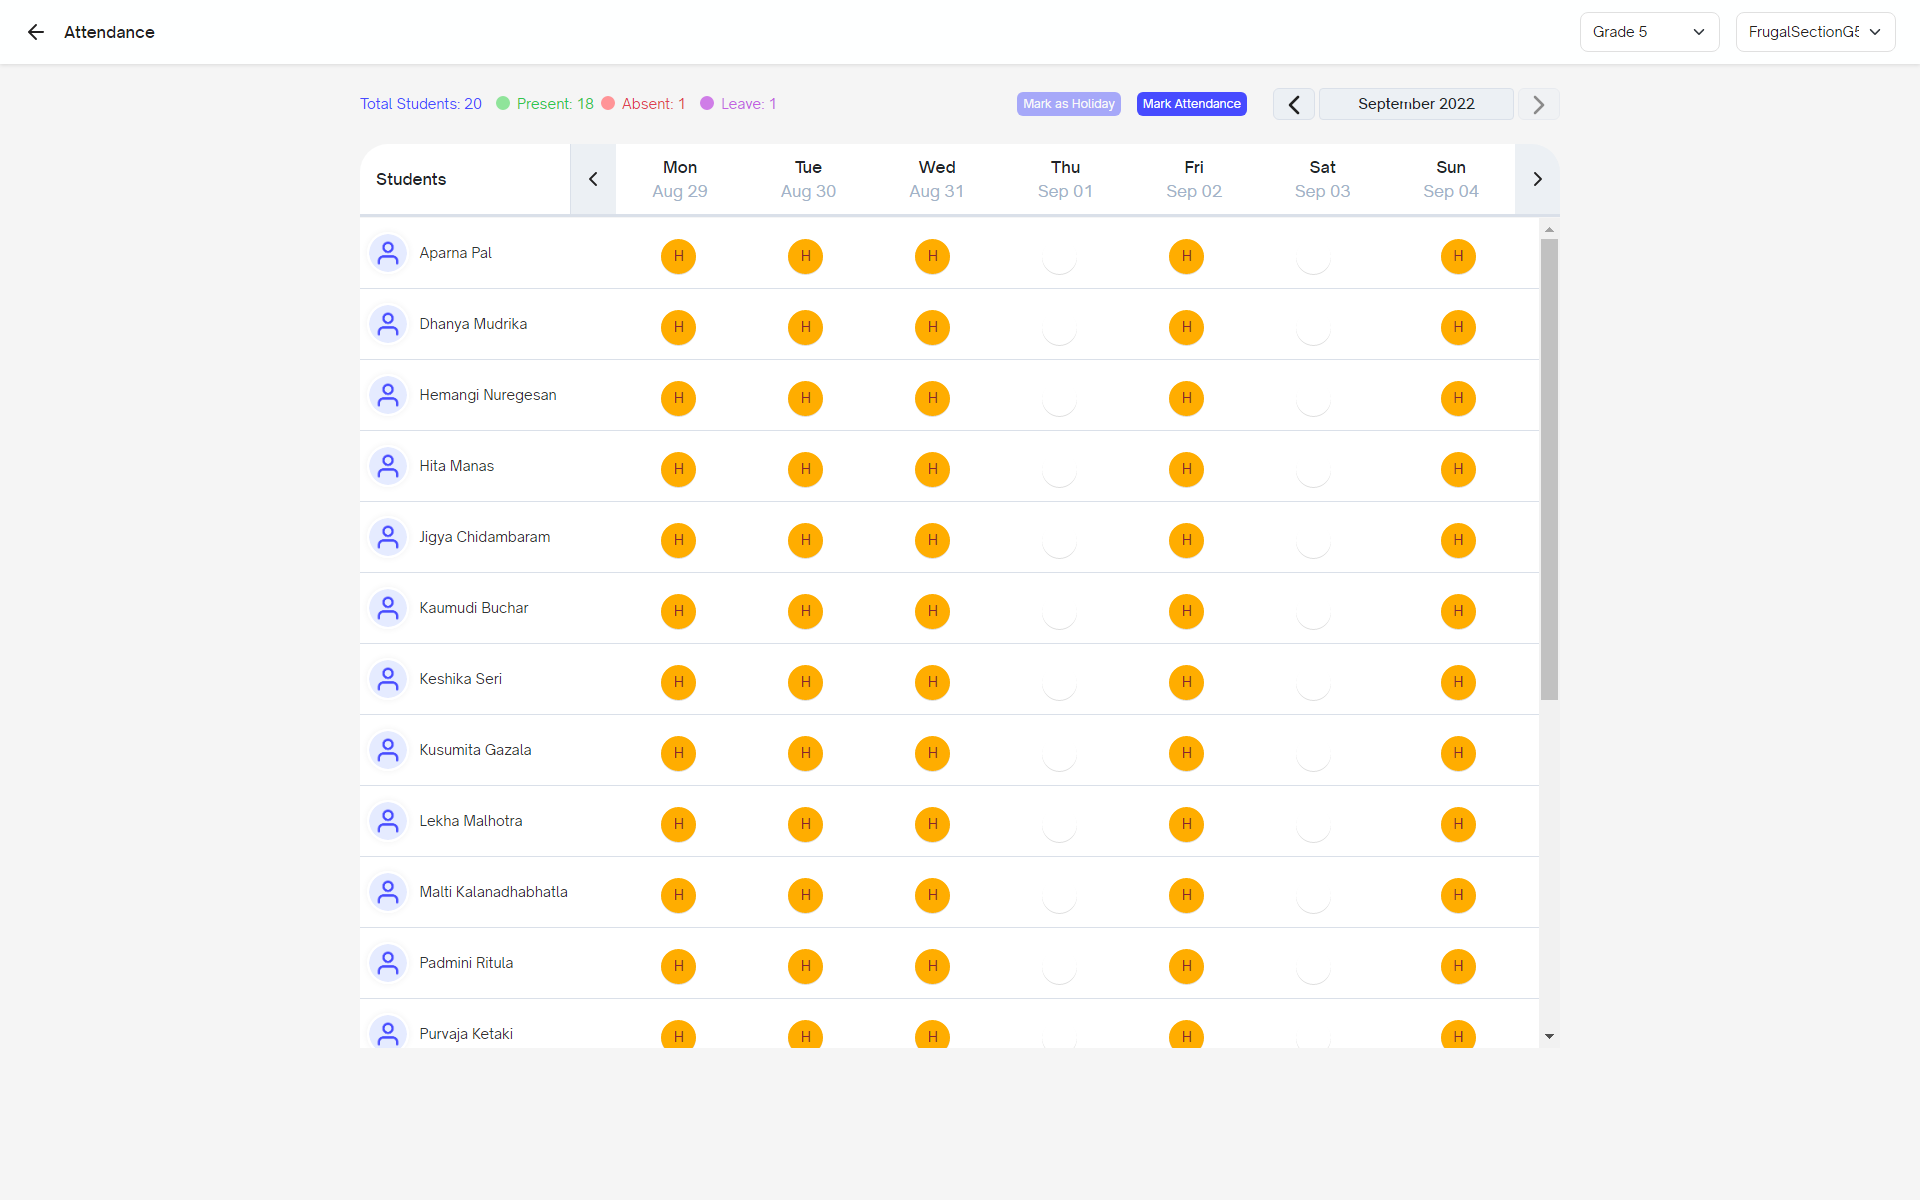 Attendance
Grade 5
FrugalSectionG5
Total Students: 20
Present: 18
Absent: 1
Leave: 1
Mark as Holiday
Mark Attendance
September 2022
Students
Mon Tue Wed Thu Fri Sat Sun
Aug 29 Aug 30 Aug 31 Sep 01 Sep 02 Sep 03 Sep 04
Aparna Pal H H H H H
Dhanya Mudrika H H H H H
Hemangi Nuregesan H H H H H
Hita Manas H H H H H
Jigya Chidambaram H H H H H
Kaumudi Buchar H H H H H
Keshika Seri H H H H H
Kusumita Gazala H H H H H
Lekha Malhotra H H H H H
Malti Kalanadhabhatla H H H H H
Padmini Ritula H H H H H
Purvaja Ketaki H H H H H